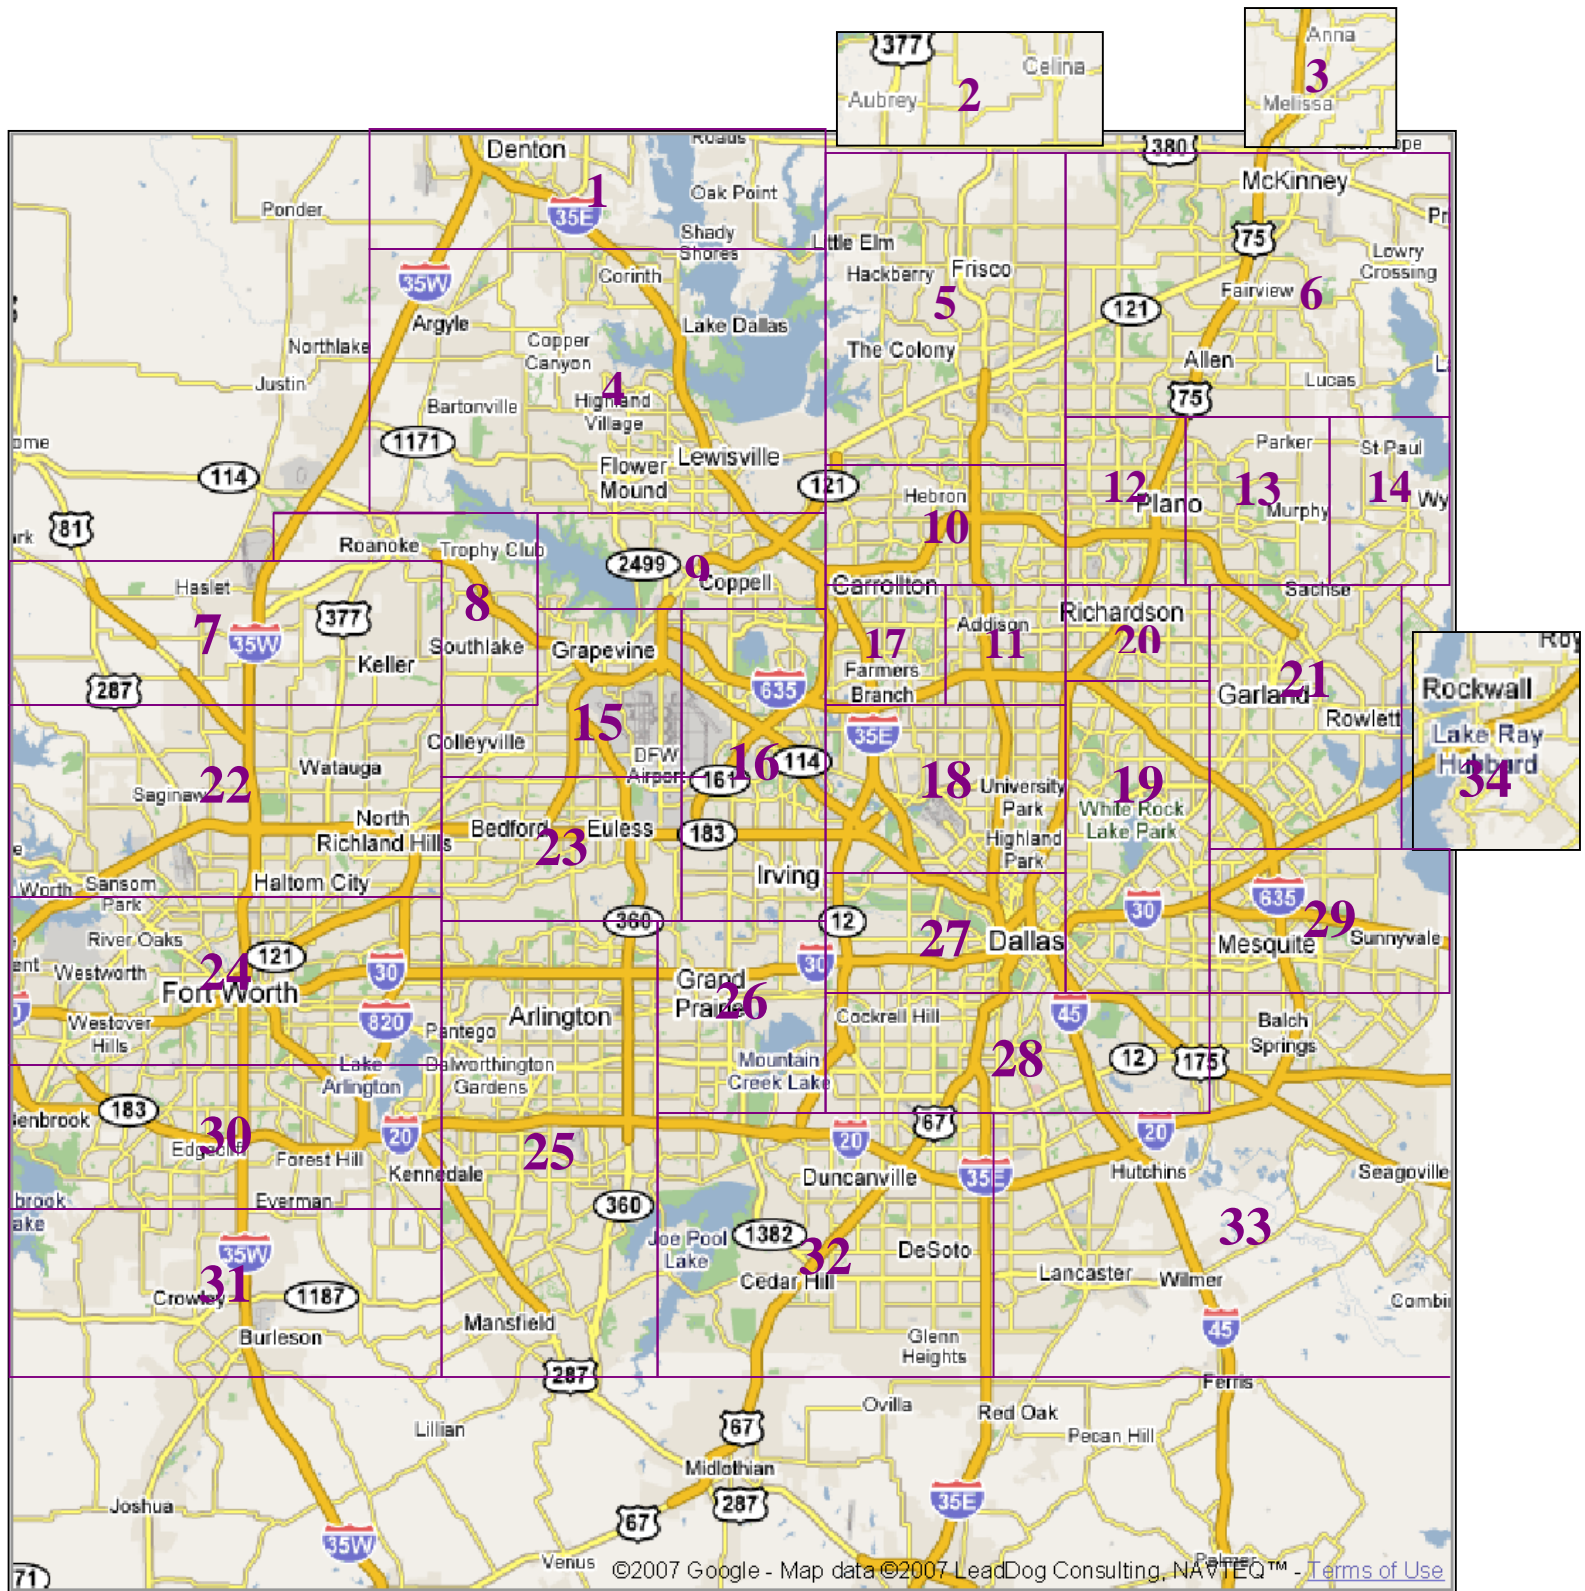 377
Celina
Aubrey
2
Anna
3
Melissa
Denton
1
35E
Oak Point
380
McKinney
Ponder
Shady
Shores
Little Elm
75
Lowry
Crossing
35W
Corinth
Hackberry
Frisco
5
Fairview
6
121
Argyle
Lake Dallas
Northlake
Copper
Canyon
The Colony
Allen
Justin
4
Lucas
Bartonville
Highland
Village
75
1171
Parker
St Paul
114
Flower
Mound
Lewisville
121
Hebron
10
12
Plano
13
Murphy
14
Wy
81
Roanoke
Trophy Club
2499
9
Coppell
Carrollton
Sachse
Haslet
377
8
7
35W
Keller
Southlake
Grapevine
17
Farmers
Branch
Addison
11
Richardson
20
21
Garland
Rowlett
287
635
15
Rockwall
Lake Ray
Hubbard
34
Colleyville
DFW
Airport
35E
114
161
16
18
19
Watauga
22
Saginaw
University
Park
White Rock
Lake Park
North
Richland Hills
Bedford
Euless
23
183
Highland
Park
Irving
Worth
Sansom
Park
Haltom City
635
30
360
12
27
Dallas
29
Mesquite
Sunnyvale
River Oaks
121
Westworth
24
Fort Worth
30
30
Grand
Prairie
26
820
Westover
Hills
Pantego
Arlington
Cockrell Hill
45
Balch
Springs
Lake
Arlington
Dalworthington
Gardens
Mountain
Creek Lake
28
12
175
183
30
Edgecliff
Forest Hill
20
25
67
20
20
Kennedale
Duncanville
35E
Hutchins
Seagoville
Everman
360
35W
Joe Pool
Lake
1382
32
DeSoto
33
31
Crowley
1187
Cedar Hill
Lancaster
Wilmer
Burleson
Mansfield
Glenn
Heights
45
287
Ferris
Lillian
67
Ovilla
Red Oak
Pecan Hill
Midlothian
Joshua
67
287
35E
35W
Venus
Palmer
71
©2007 Google - Map data ©2007 LeadDog Consulting, NAVTEQ™ - Terms of Use